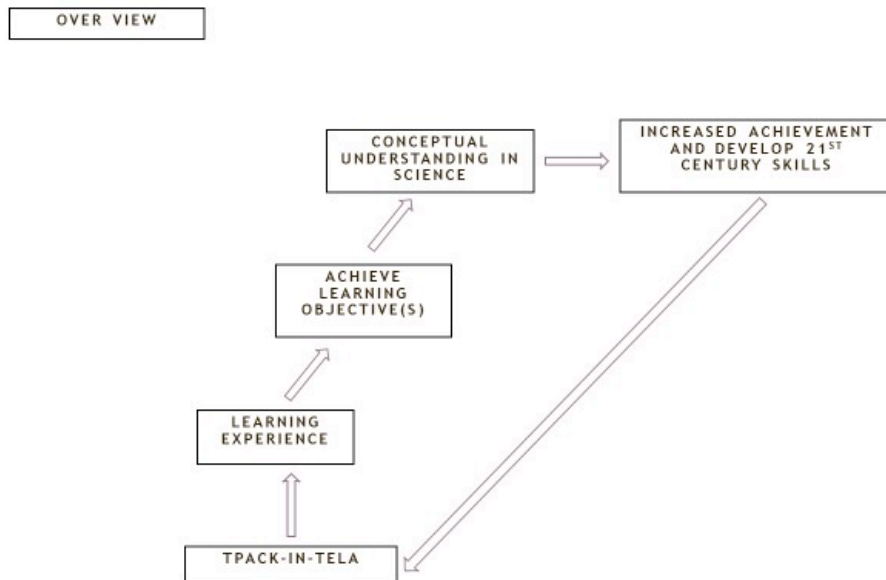 OVER VIEW
CONCEPTUAL
UNDERSTANDING IN
SCIENCE
INCREASED ACHIEVEMENT
AND DEVELOP 21ST
CENTURY SKILLS
ACHIEVE
LEARNING
OBJECTIVE(S)
LEARNING
EXPERIENCE
TPACK-IN-TELA